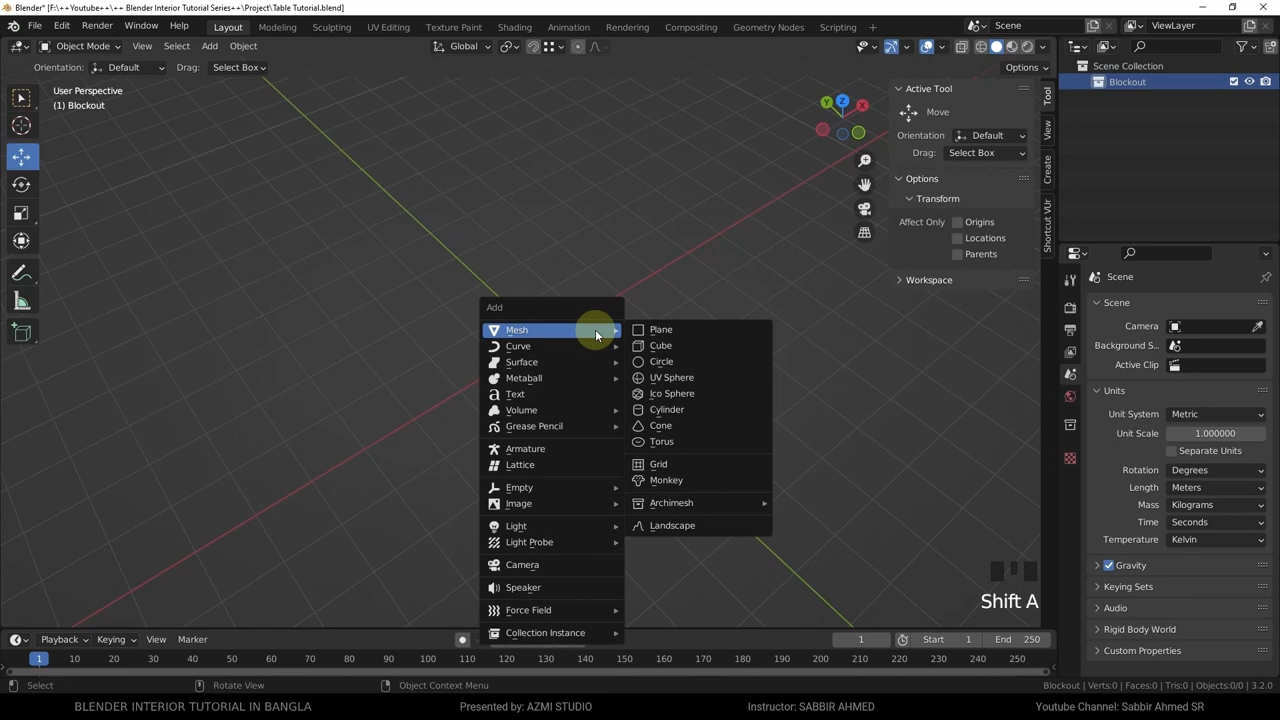 Blender* [F:\++Youtube++\++ Blender Interior Tutorial Series++\Project\Table Tutorial.blend]
File Edit Render Window Help Layout Modeling Sculpting UV Editing Texture Paint Shading Animation Rendering Compositing Geometry Nodes Scripting + Scene ViewLayer
Object Mode View Select Add Object Global
Orientation: Default Drag: Select Box Options
User Perspective
(1) Blockout
Y Z X
Active Tool
Move
Orientation Default
Drag: Select Box
Options
Transform
Affect Only Origins
Locations
Parents
Workspace
Tool
View
Create
Shortcut VUr
Scene Collection
Blockout
Add
Mesh
Curve
Surface
Metaball
Text
Volume
Grease Pencil
Armature
Lattice
Empty
Image
Light
Light Probe
Camera
Speaker
Force Field
Collection Instance
Plane
Cube
Circle
UV Sphere
Ico Sphere
Cylinder
Cone
Torus
Grid
Monkey
Archimesh
Landscape
Shift A
Scene
Scene
Camera
Background S...
Active Clip
Units
Unit System Metric
Unit Scale 1.000000
Separate Units
Rotation Degrees
Length Meters
Mass Kilograms
Time Seconds
Temperature Kelvin
Gravity
Keying Sets
Audio
Rigid Body World
Custom Properties
Playback Keying View Marker 1 Start 1 End 250
1 10 20 30 40 50 60 70 80 90 100 110 120 130 140 150 160 170 180 190 200 210 220 230 240 250
Select Rotate View Object Context Menu Blockout | Verts:0 | Faces:0 | Tris:0 | Objects:0/0 | 3.2.0
BLENDER INTERIOR TUTORIAL IN BANGLA Presented by: AZMI STUDIO Instructor: SABBIR AHMED Youtube Channel: Sabbir Ahmed SR